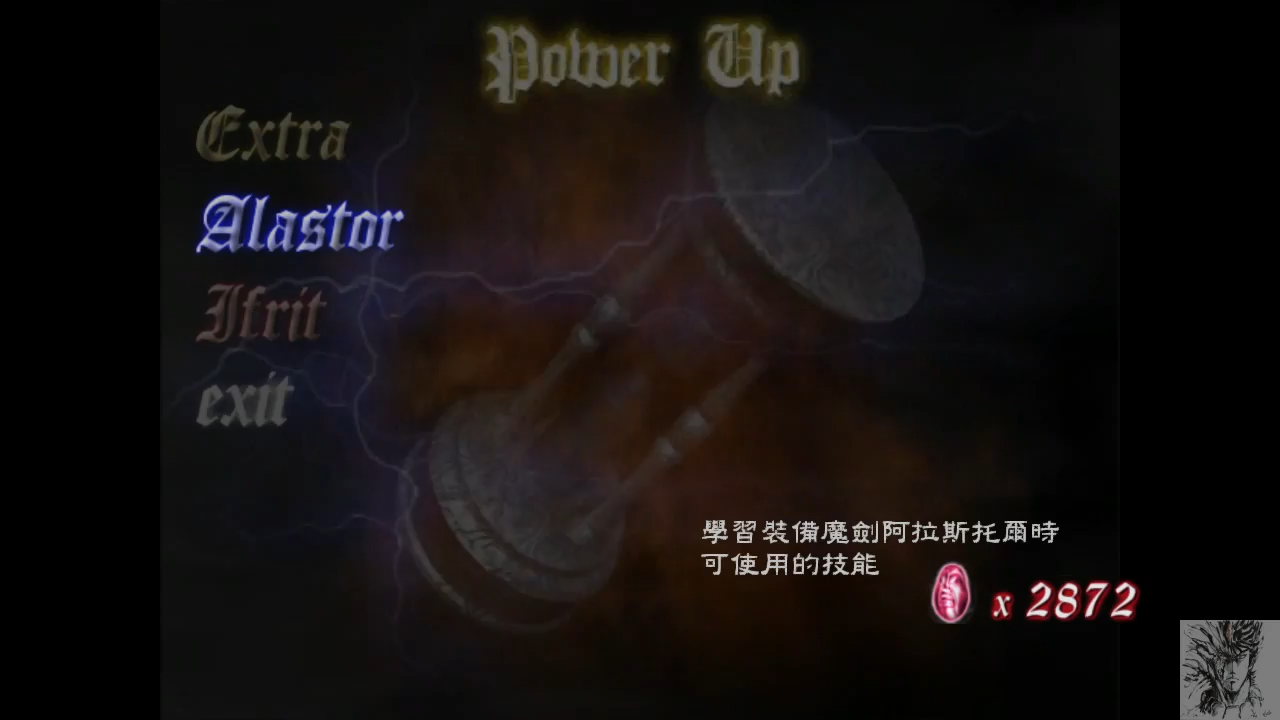 Power Up
Extra
Alastor
Ifrit
exit
學習裝備魔劍阿拉斯托爾時
可使用的技能
x 2872